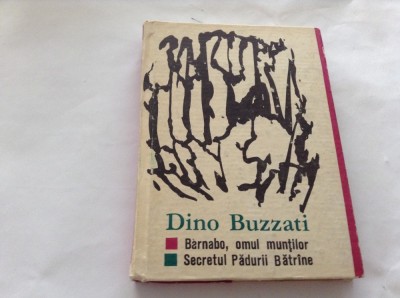 Dino Buzzati
Barnabo, omul munților
Secretul Pădurii Bătrîne